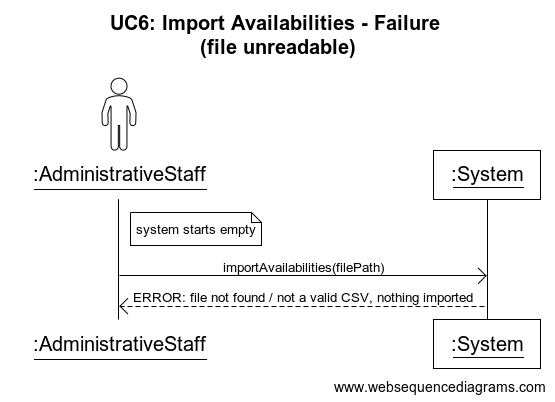 UC6: Import Availabilities - Failure
(file unreadable)
:AdministrativeStaff
:System
system starts empty
importAvailabilities(filePath)
ERROR: file not found / not a valid CSV, nothing imported
:AdministrativeStaff
:System
www.websequencediagrams.com